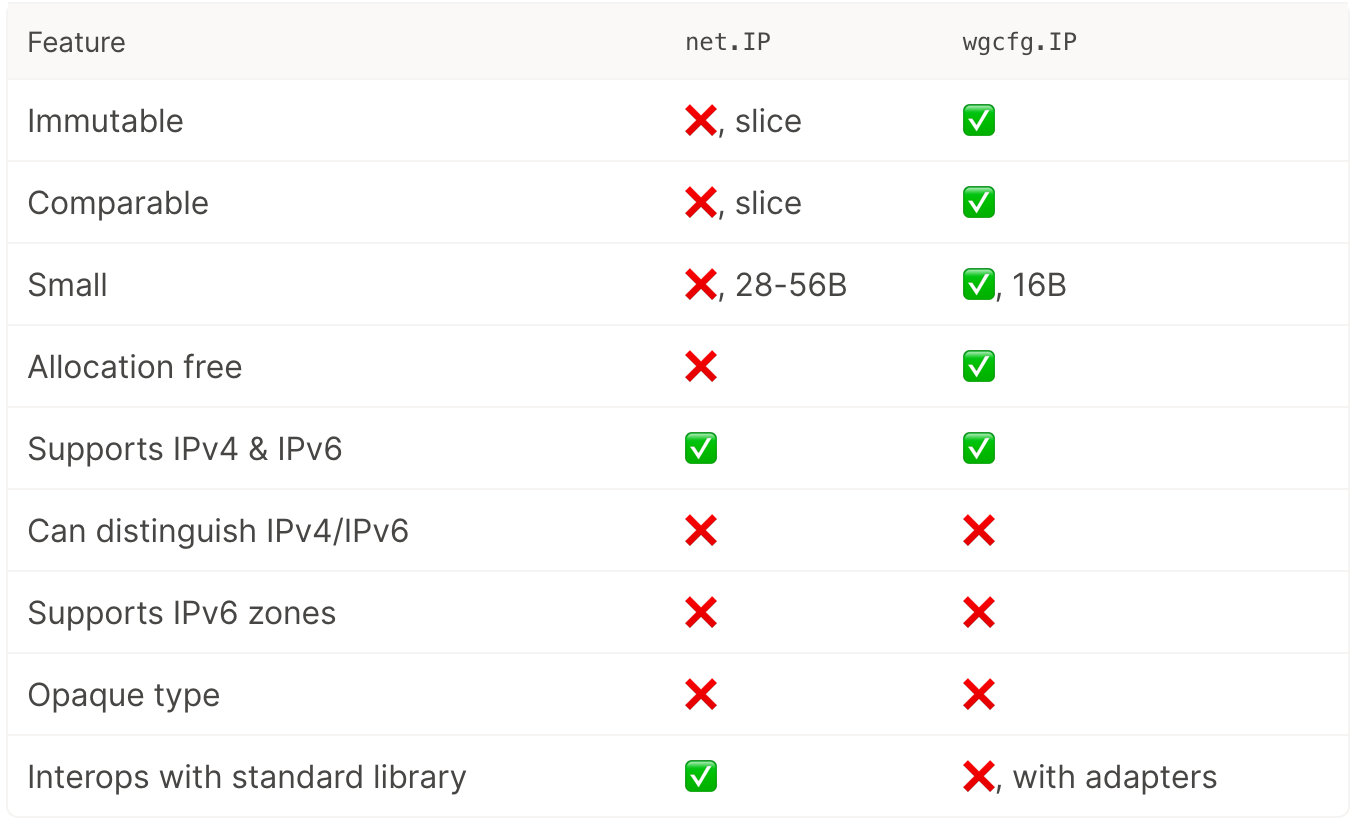 Feature net.IP wgcfg.IP
Immutable ❌, slice ✅
Comparable ❌, slice ✅
Small ❌, 28-56B ✅, 16B
Allocation free ❌ ✅
Supports IPv4 & IPv6 ✅ ✅
Can distinguish IPv4/IPv6 ❌ ❌
Supports IPv6 zones ❌ ❌
Opaque type ❌ ❌
Interops with standard library ✅ ❌, with adapters